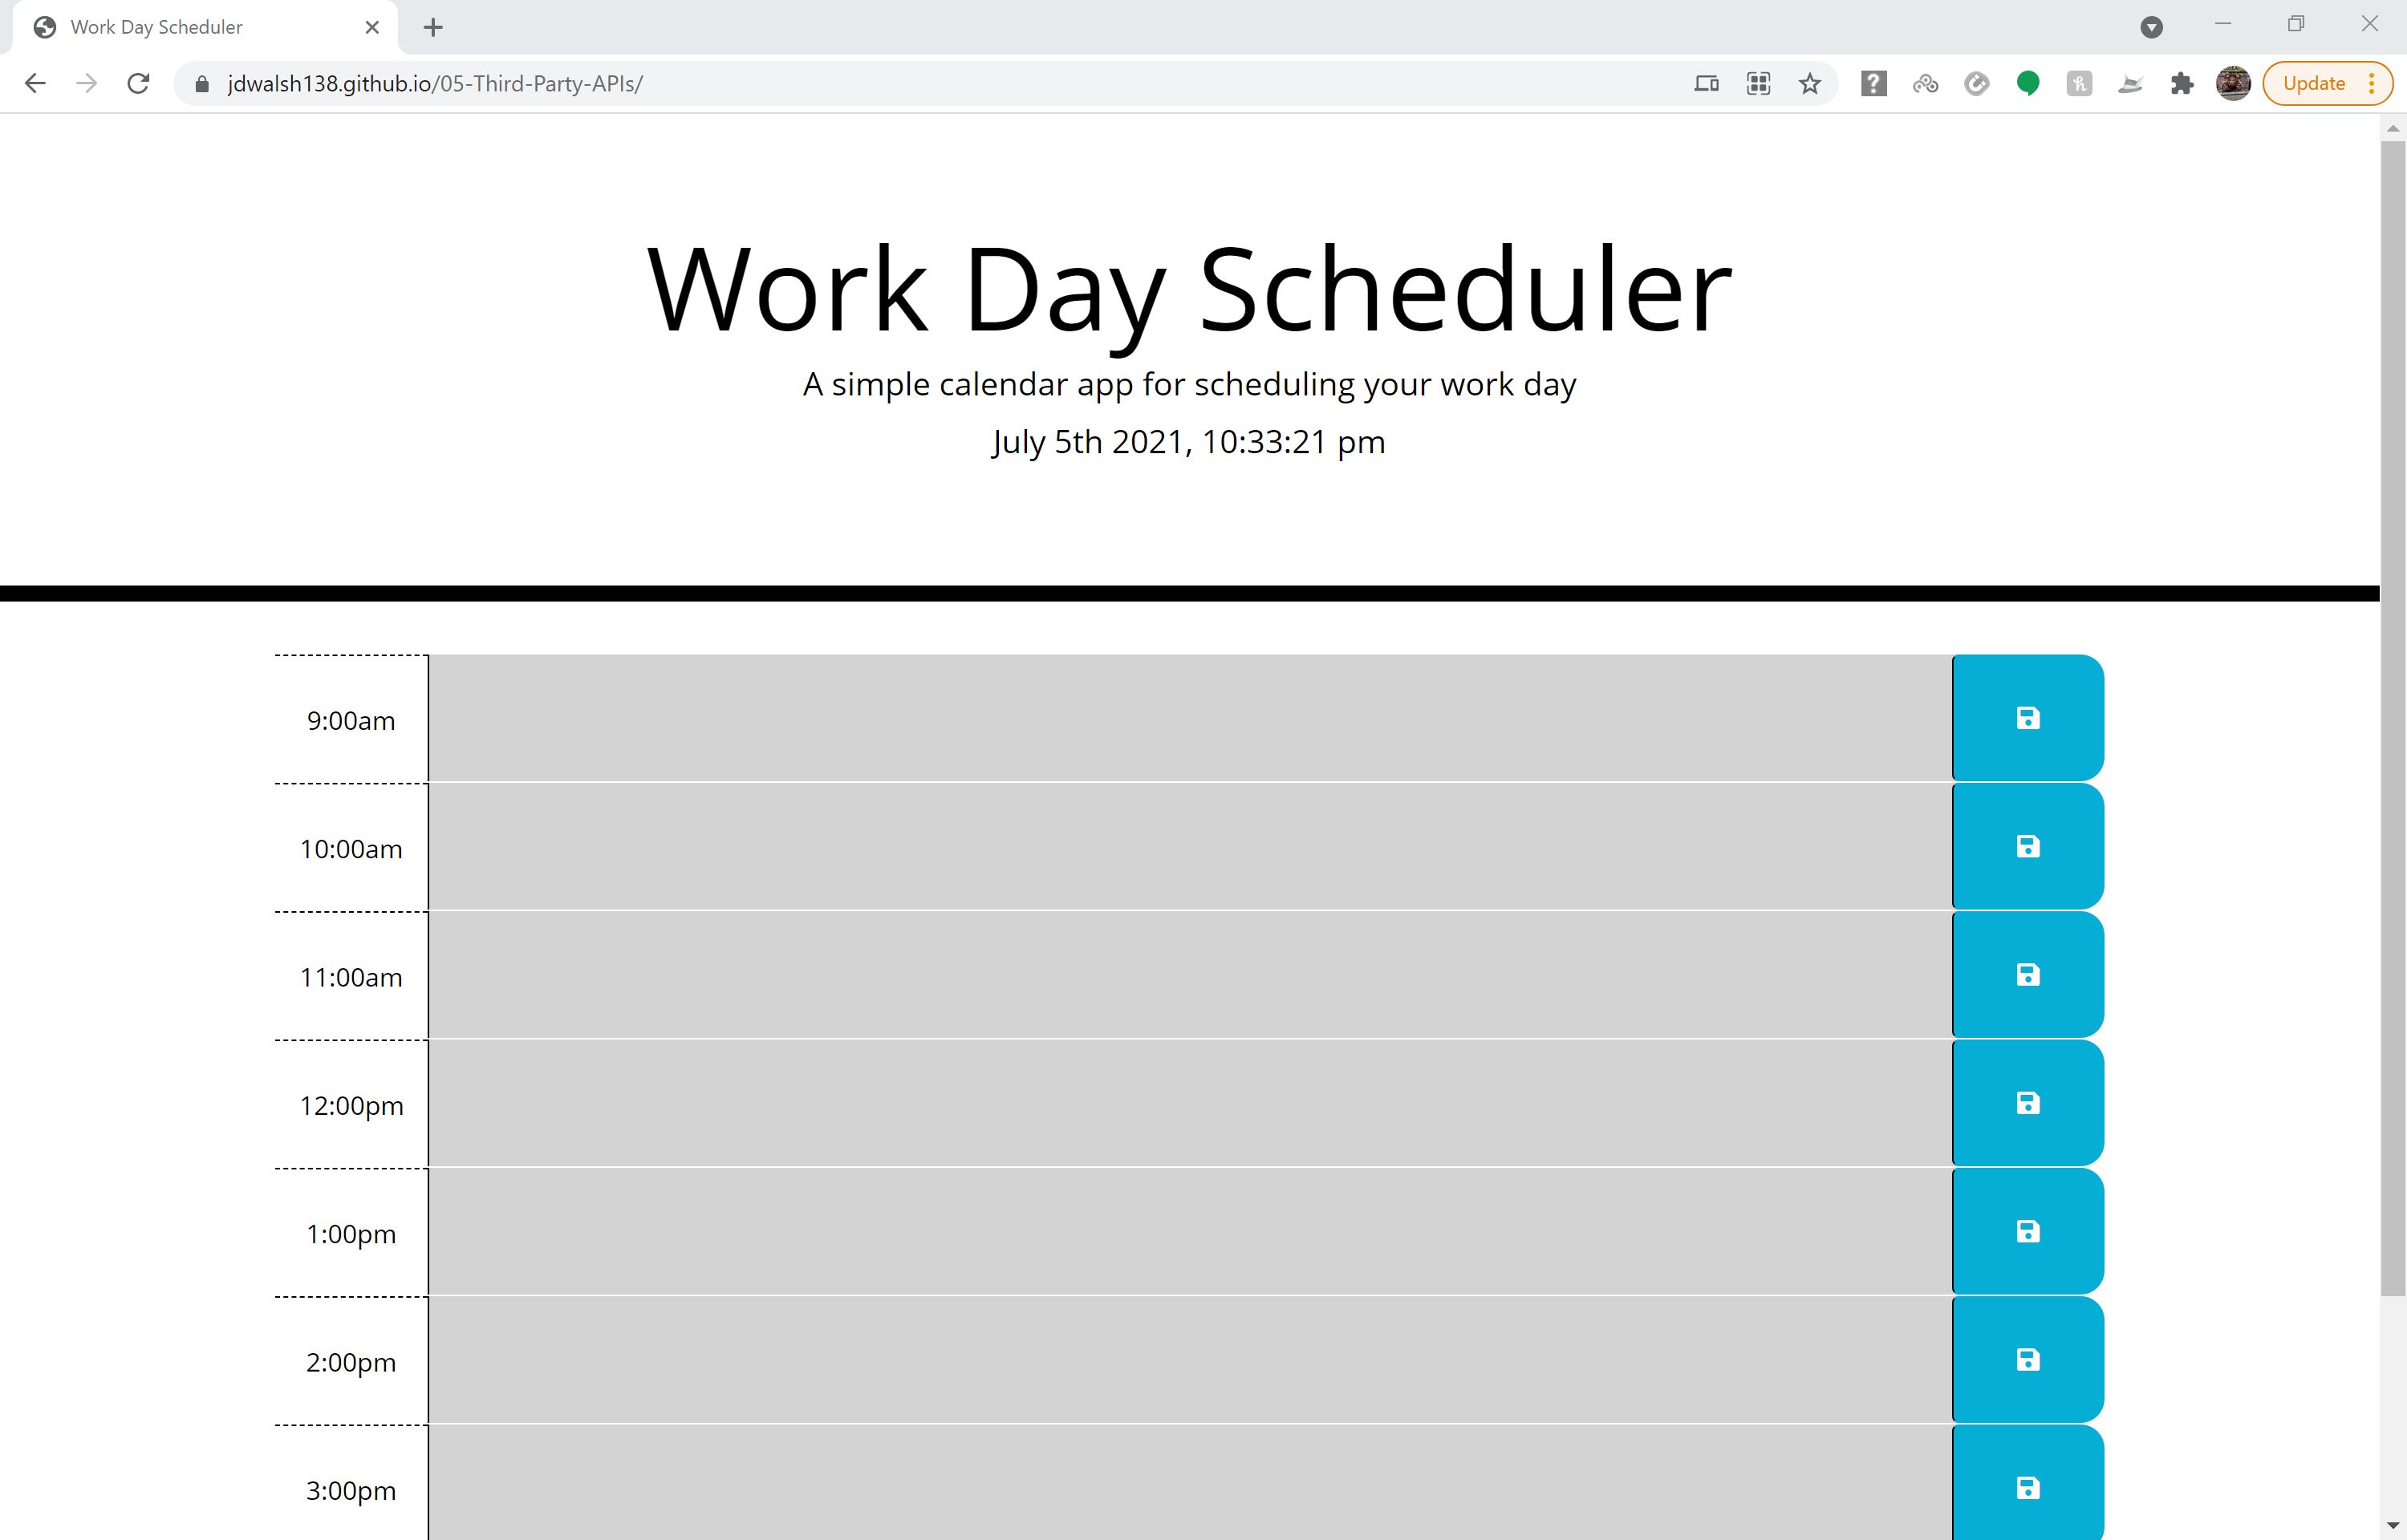 Work Day Scheduler
jdwalsh138.github.io/05-Third-Party-APIs/
Update
Work Day Scheduler
A simple calendar app for scheduling your work day
July 5th 2021, 10:33:21 pm
9:00am
10:00am
11:00am
12:00pm
1:00pm
2:00pm
3:00pm